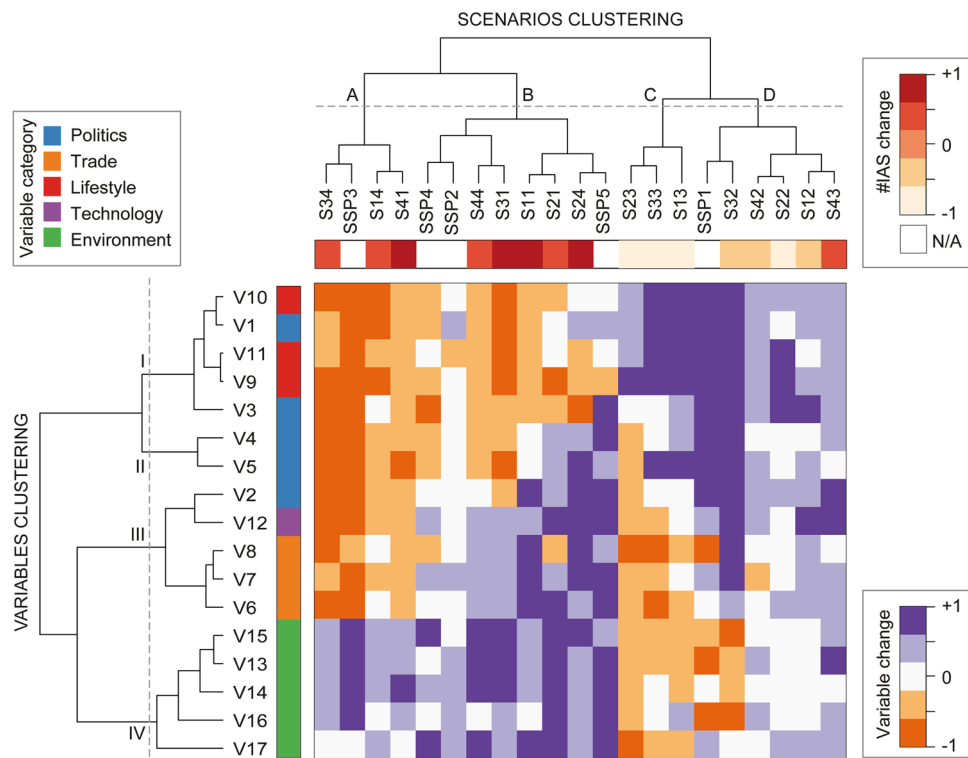 SCENARIOS CLUSTERING
A B C D
S34 SSP3 S14 S41 SSP4 SSP2 S44 S31 S11 S21 S24 SSP5 S23 S33 S13 SSP1 S32 S42 S22 S12 S43
Variable category
Politics
Trade
Lifestyle
Technology
Environment
#IAS change
+1
0
-1
N/A
VARIABLES CLUSTERING
I
II
III
IV
V10
V1
V11
V9
V3
V4
V5
V2
V12
V8
V7
V6
V15
V13
V14
V16
V17
Variable change
+1
0
-1